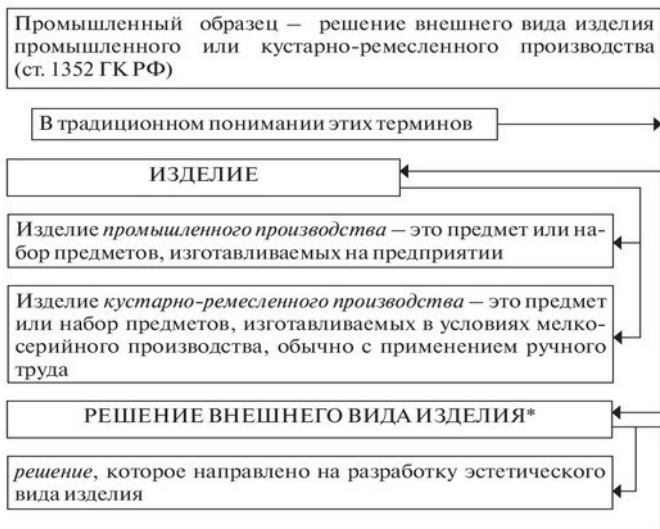 Промышленный образец – решение внешнего вида изделия
промышленного или кустарно-ремесленного производства
(ст. 1352 ГК РФ)
В традиционном понимании этих терминов
ИЗДЕЛИЕ
Изделие промышленного производства – это предмет или на-
бор предметов, изготавливаемых на предприятии
Изделие кустарно-ремесленного производства – это предмет
или набор предметов, изготавливаемых в условиях мелко-
серийного производства, обычно с применением ручного
труда
РЕШЕНИЕ ВНЕШНЕГО ВИДА ИЗДЕЛИЯ*
решение, которое направлено на разработку эстетического
вида изделия